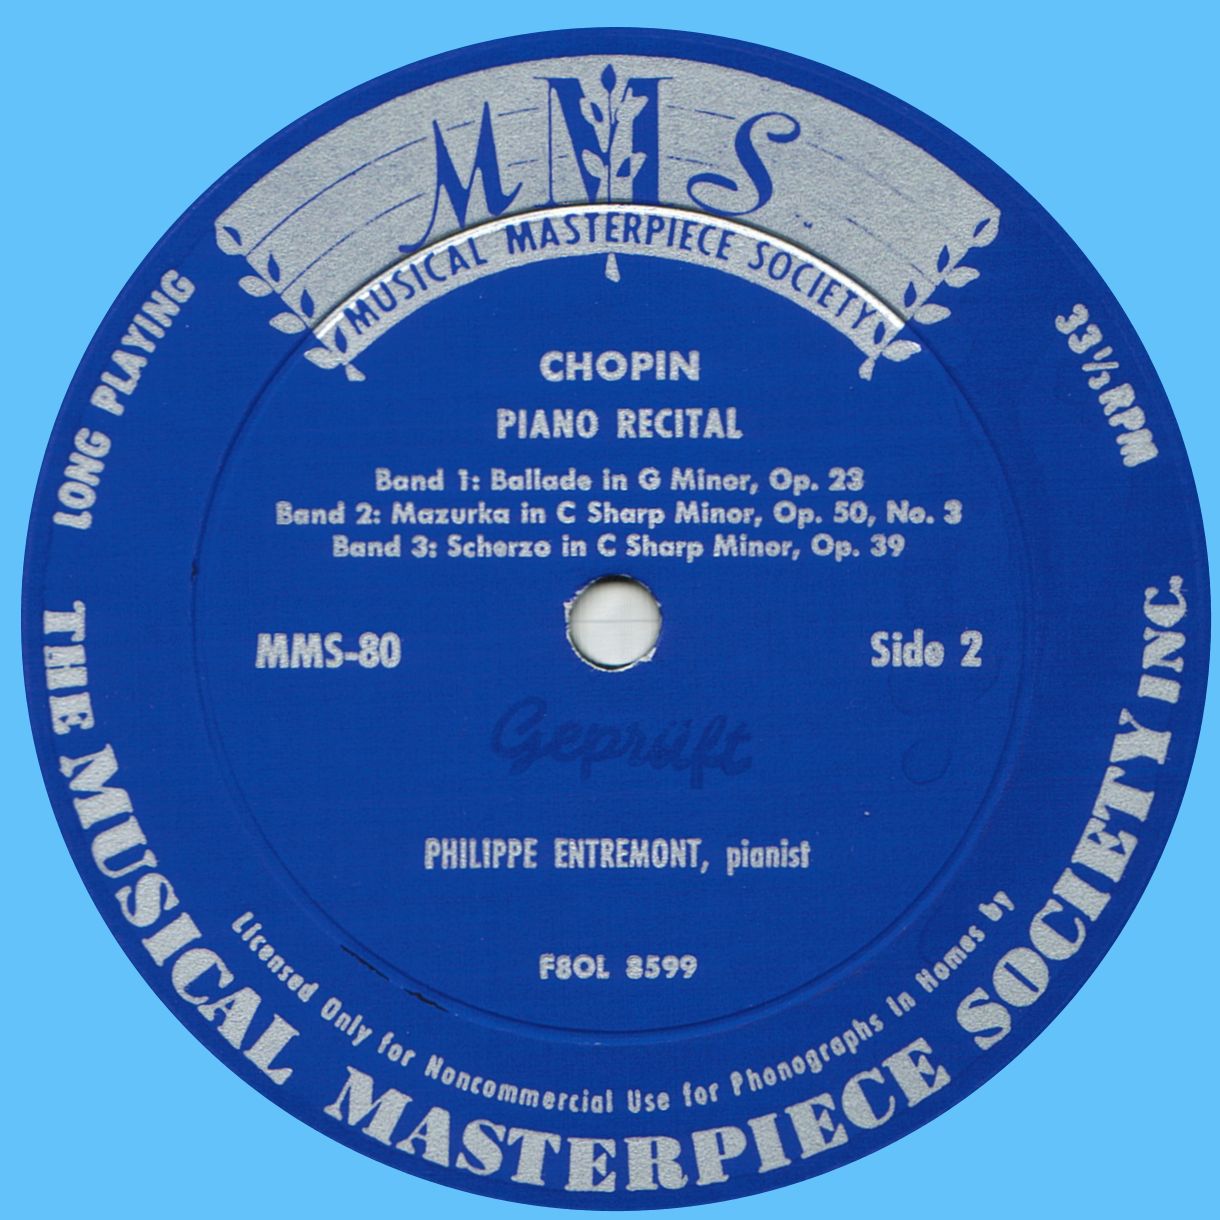 MMS
MUSICAL MASTERPIECE SOCIETY
LONG PLAYING
33⅓ RPM
CHOPIN
PIANO RECITAL
Band 1: Ballade in G Minor, Op. 23
Band 2: Mazurka in C Sharp Minor, Op. 50, No. 3
Band 3: Scherzo in C Sharp Minor, Op. 39
MMS-80
Side 2
Geprüft
PHILIPPE ENTREMONT, pianist
F8OL 8599
Licensed Only for Noncommercial Use for Phonographs in Homes by
THE MUSICAL MASTERPIECE SOCIETY INC.